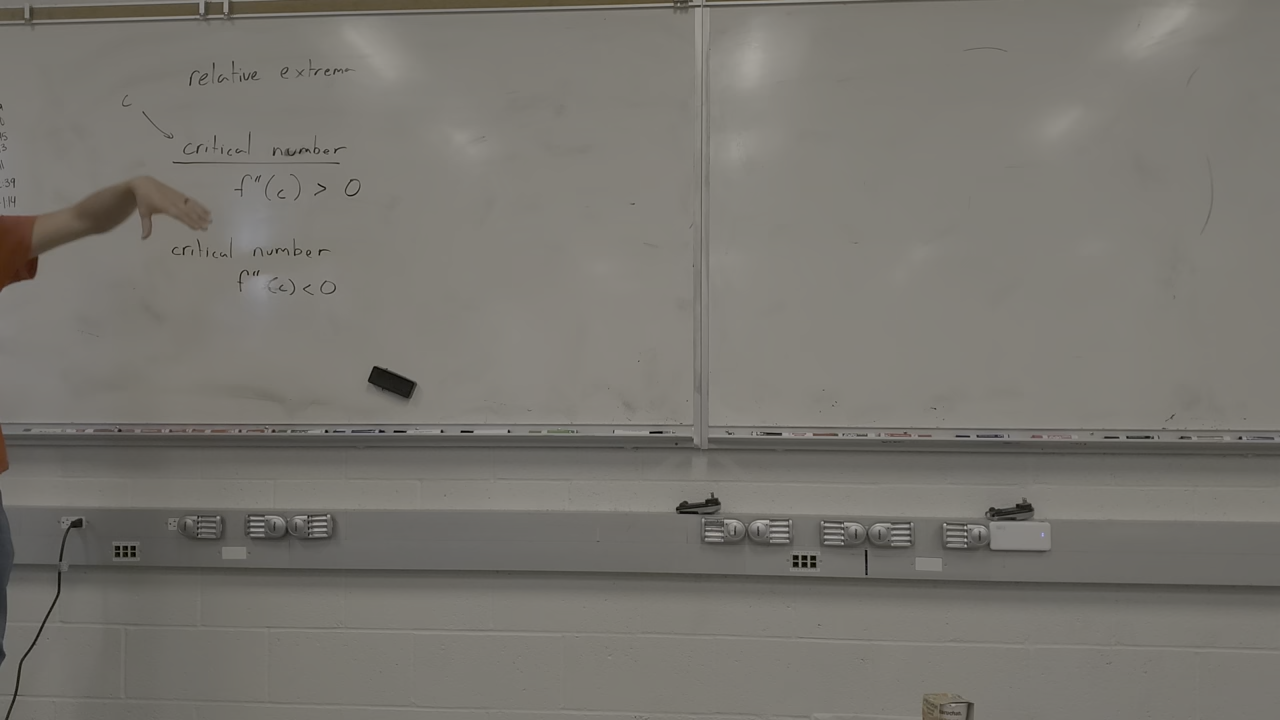 relative extrema
c
critical number
f''(c) > 0
critical number
f''(c) < 0